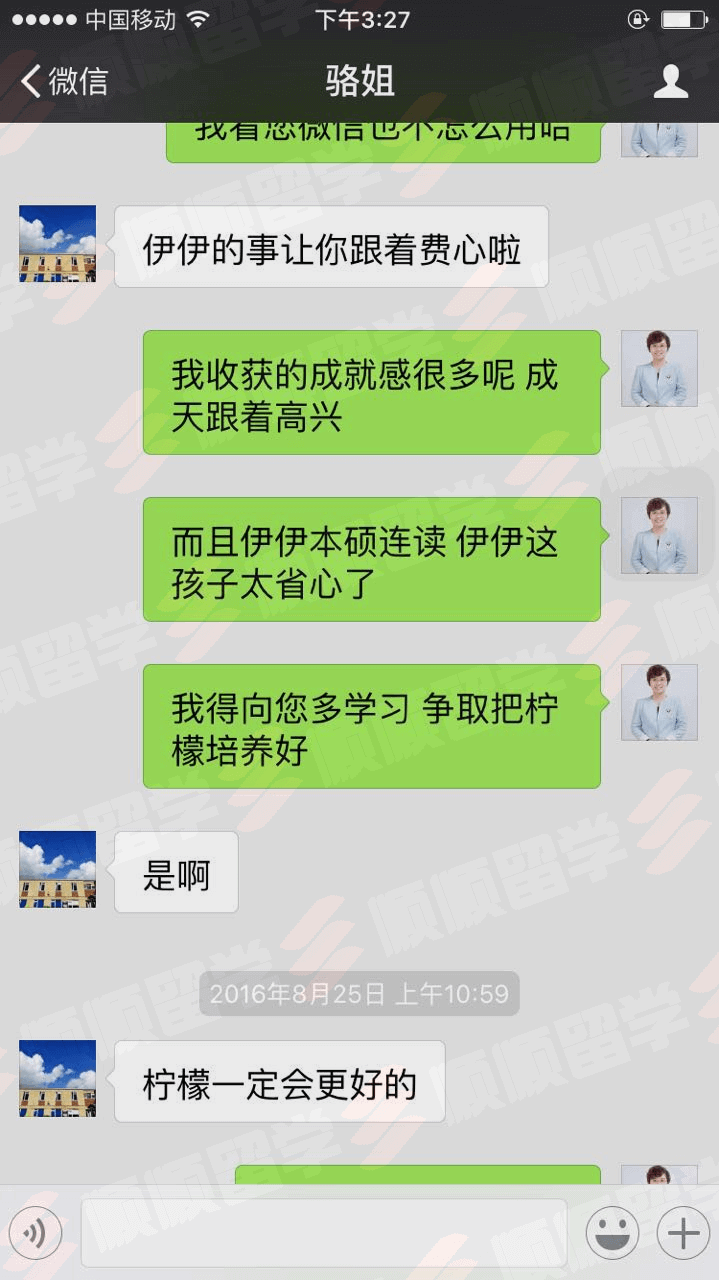 中国移动 下午3:27
微信 骆姐
我看您微信也不怎么用哈
伊伊的事让你跟着费心啦
我收获的成就感很多呢 成
天跟着高兴
而且伊伊本硕连读 伊伊这
孩子太省心了
我得向您多学习 争取把柠
檬培养好
是啊
2016年8月25日 上午10:59
柠檬一定会更好的
顺顺留学